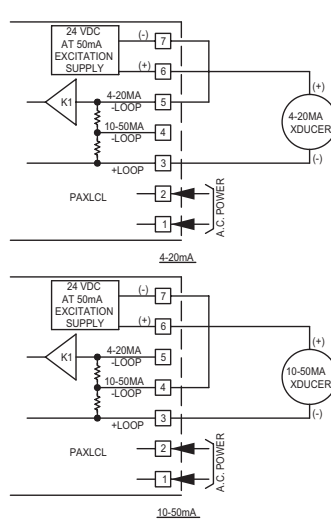 24 VDC
AT 50mA
EXCITATION
SUPPLY
(-) 7
(+) 6
(+)
4-20MA
-LOOP
5
K1
10-50MA
-LOOP
4
4-20MA
XDUCER
+LOOP
3
(-)
PAXLCL
2
1
A.C. POWER
4-20mA
24 VDC
AT 50mA
EXCITATION
SUPPLY
(-) 7
(+) 6
(+)
4-20MA
-LOOP
5
K1
10-50MA
-LOOP
4
10-50MA
XDUCER
+LOOP
3
(-)
PAXLCL
2
1
A.C. POWER
10-50mA